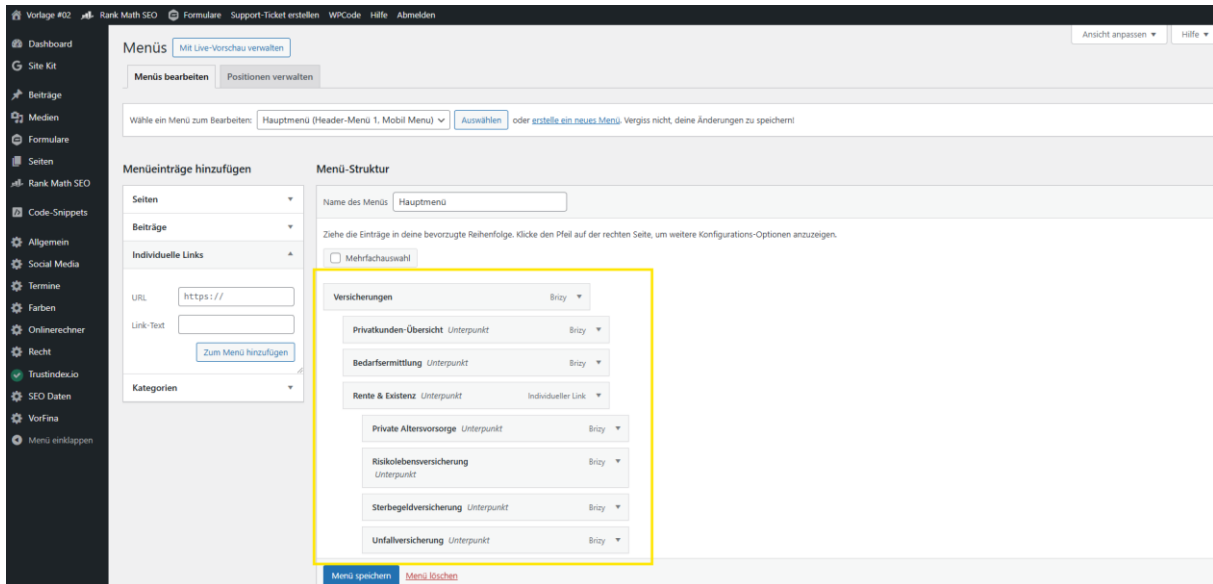 Vorlage #02 Rank Math SEO Formulare Support-Ticket erstellen WPCode Hilfe Abmelden
Ansicht anpassen Hilfe
Dashboard
Site Kit
Beiträge
Medien
Formulare
Seiten
Rank Math SEO
Code-Snippets
Allgemein
Social Media
Termine
Farben
Onlinerechner
Recht
Trustindex.io
SEO Daten
VorFina
Menü einklappen
Menüs Mit Live-Vorschau verwalten
Menüs bearbeiten Positionen verwalten
Wähle ein Menü zum Bearbeiten: Hauptmenü (Header-Menü 1, Mobil Menu) Auswählen oder erstelle ein neues Menü. Vergiss nicht, deine Änderungen zu speichern!
Menüeinträge hinzufügen
Seiten
Beiträge
Individuelle Links
URL https://
Link-Text
Zum Menü hinzufügen
Kategorien
Menü-Struktur
Name des Menüs Hauptmenü
Ziehe die Einträge in deine bevorzugte Reihenfolge. Klicke den Pfeil auf der rechten Seite, um weitere Konfigurations-Optionen anzuzeigen.
Mehrfachauswahl
Versicherungen Brizy
Privatkunden-Übersicht Unterpunkt Brizy
Bedarfsermittlung Unterpunkt Brizy
Rente & Existenz Unterpunkt Individueller Link
Private Altersvorsorge Unterpunkt Brizy
Risikolebensversicherung Brizy
Unterpunkt
Sterbegeldversicherung Unterpunkt Brizy
Unfallversicherung Unterpunkt Brizy
Menü speichern Menü löschen